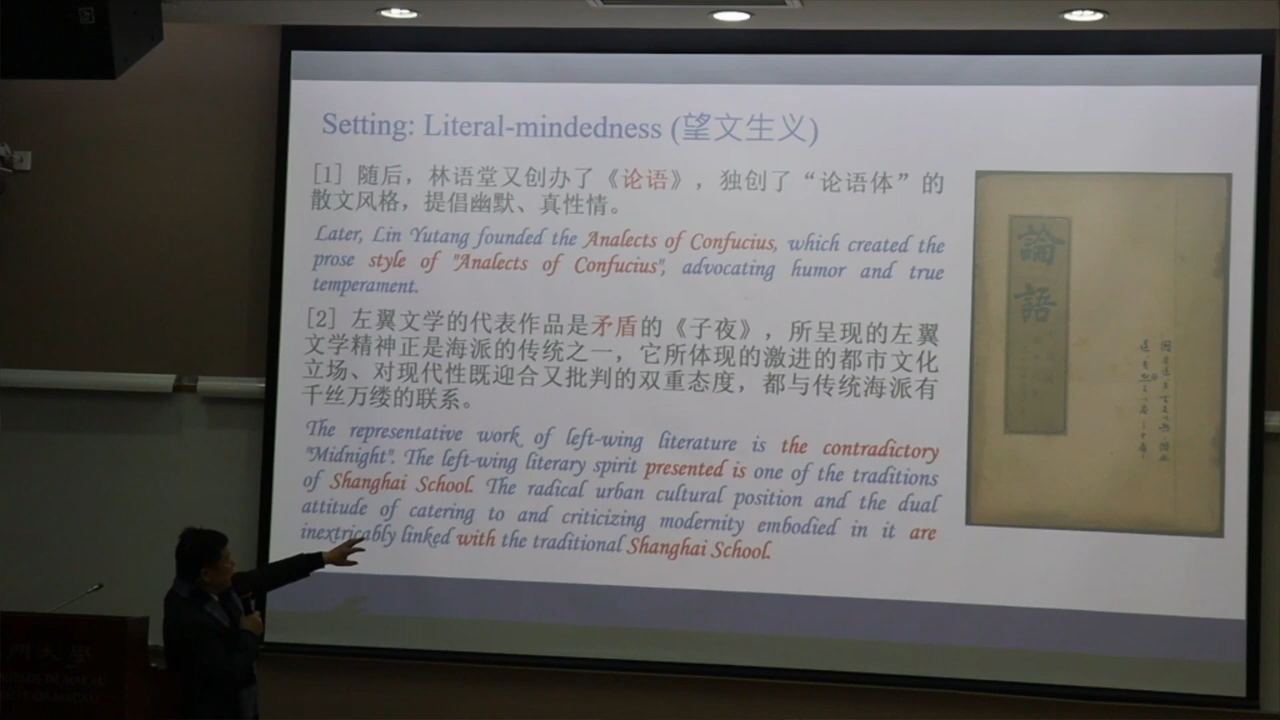 Setting: Literal-mindedness (望文生义)
[1] 随后，林语堂又创办了《论语》，独创了“论语体”的
散文风格，提倡幽默、真性情。
Later, Lin Yutang founded the Analects of Confucius, which created the
prose style of "Analects of Confucius", advocating humor and true
temperament.
[2] 左翼文学的代表作品是矛盾的《子夜》，所呈现的左翼
文学精神正是海派的传统之一，它所体现的激进的都市文化
立场、对现代性既迎合又批判的双重态度，都与传统海派有
千丝万缕的联系。
The representative work of left-wing literature is the contradictory
"Midnight". The left-wing literary spirit presented is one of the traditions
of Shanghai School. The radical urban cultural position and the dual
attitude of catering to and criticizing modernity embodied in it are
inextricably linked with the traditional Shanghai School.
論語
門大學